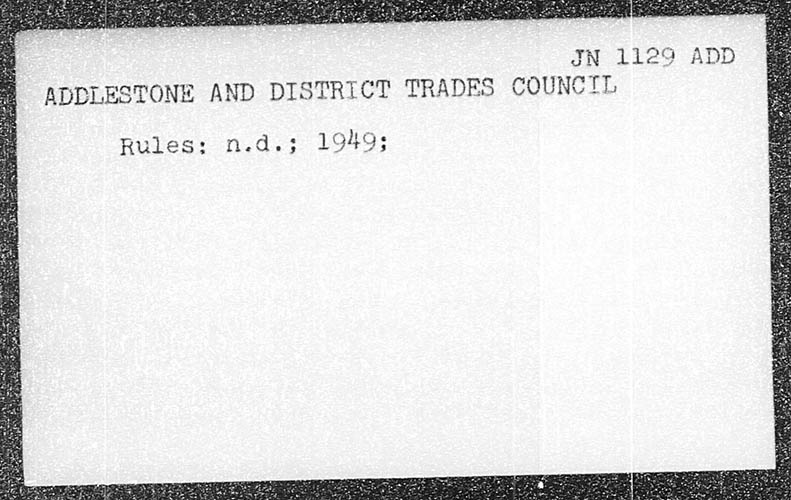 JN 1129 ADD
ADDLESTONE AND DISTRICT TRADES COUNCIL
Rules: n.d.; 1949;